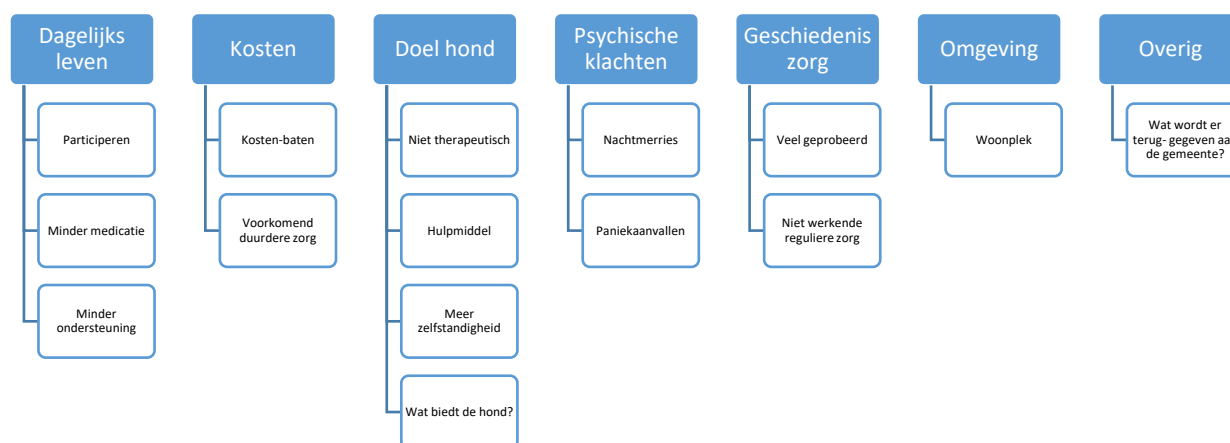 Dagelijks
leven
Participeren
Minder medicatie
Minder
ondersteuning
Kosten
Kosten-baten
Voorkomend
duurdere zorg
Doel hond
Niet therapeutisch
Hulpmiddel
Meer
zelfstandigheid
Wat biedt de hond?
Psychische
klachten
Nachtmerries
Paniekaanvallen
Geschiedenis
zorg
Veel geprobeerd
Niet werkende
reguliere zorg
Omgeving
Woonplek
Overig
Wat wordt er
terug- gegeven aa
de gemeente?